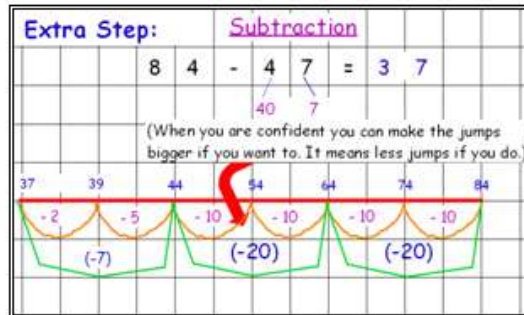 Extra Step: Subtraction
8 4 - 4 7 = 3 7
40 7
(When you are confident you can make the jumps
bigger if you want to. It means less jumps if you do.)
37 39 44 54 64 74 84
- 2 - 5 - 10 - 10 - 10 - 10
(-7) (-20) (-20)